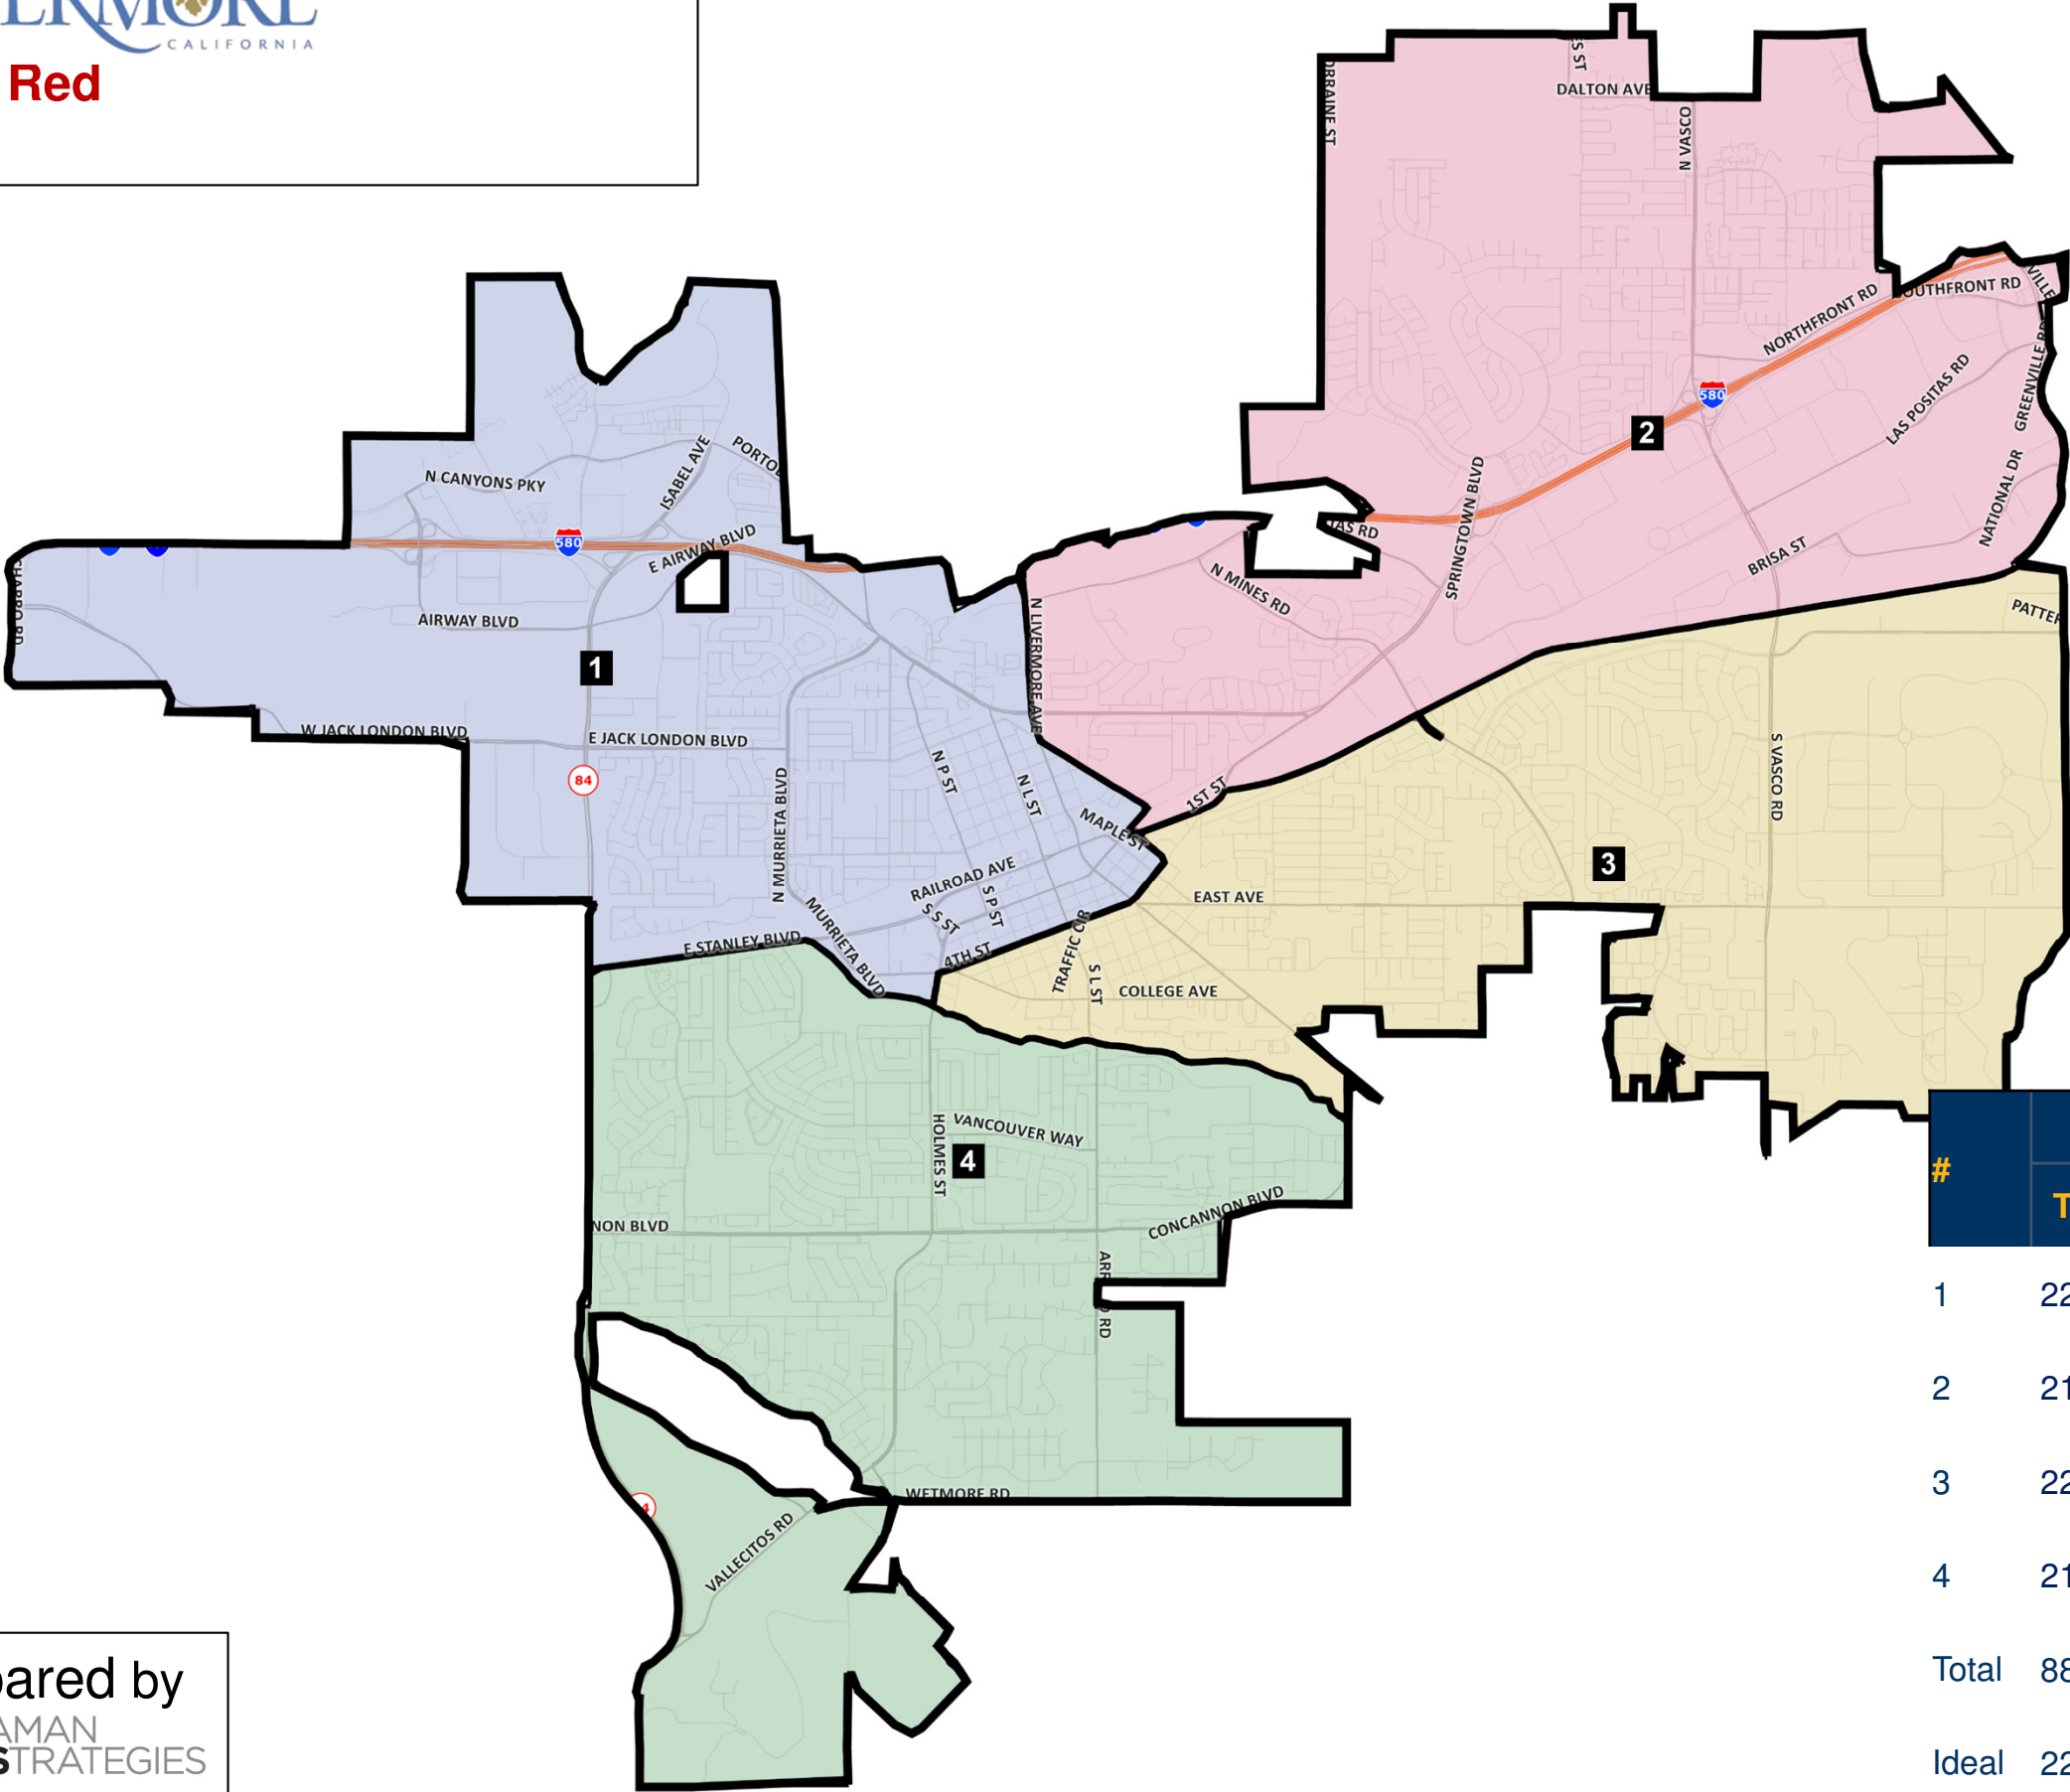 CALIFORNIA
Red
DALTON AVE
N VASCO
N CANYONS PKY
ISABEL AVE
580
E AIRWAY BLVD
AIRWAY BLVD
1
W JACK LONDON BLVD
E JACK LONDON BLVD
84
N MURRIETA BLVD
N P ST
N L ST
MAPLE ST
RAILROAD AVE
S S ST
S P ST
MURRIETA BLVD
E STANLEY BLVD
4TH ST
N LIVERMORE AVE
N MINES RD
SPRINGTOWN BLVD
2
580
NORTHFRONT RD
LAS POSITAS RD
GREENVILLE RD
NATIONAL DR
BRISA ST
1ST ST
EAST AVE
3
S VASCO RD
TRAFFIC CIR
S L ST
COLLEGE AVE
HOLMES ST
VANCOUVER WAY
4
CONCANNON BLVD
NON BLVD
WETMORE RD
VALLECITOS RD
#
1
2
3
4
Total
Ideal
by
STRATEGIES